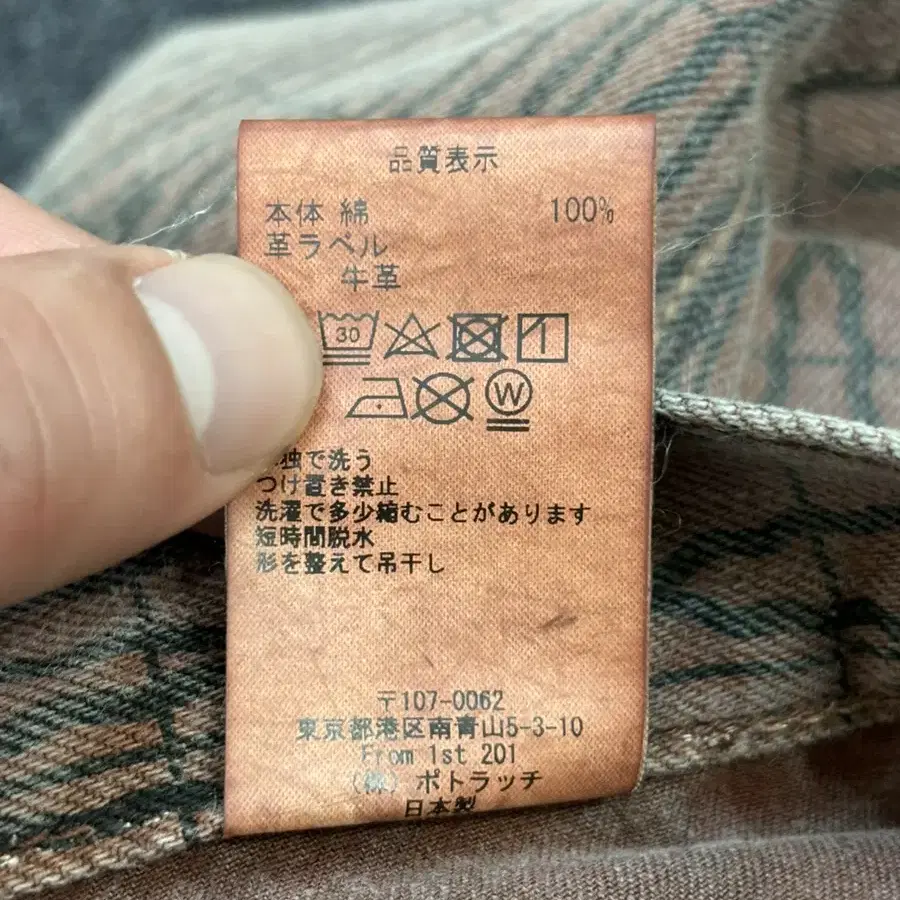 品質表示
本体 綿 100%
革ラベル
牛革
30
1
W
独で洗う
つけ置き禁止
洗濯で多少縮むことがあります
短時間脱水
形を整えて吊干し
〒107-0062
東京都港区南青山5-3-10
From 1st 201
(株) ポトラッチ
日本製